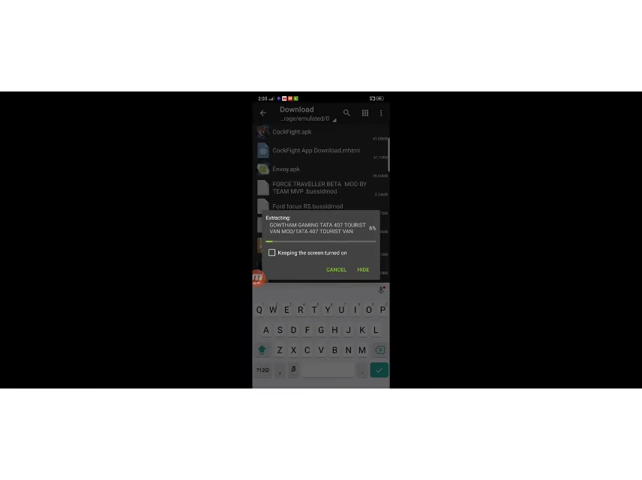 Download
...rage/emulated/0
CockFight.apk
CockFight App Download.mhtml
Envoy.apk
FORCE TRAVELLER BETA MOD BY
TEAM MVP .bussidmod
Ford focus RS.bussidmod
Extracting
GOWTHAM GAMING TATA 407 TOURIST
VAN MOD/TATA 407 TOURIST VAN
6%
Keeping the screen turned on
CANCEL HIDE
Q W E R T Y U I O P
A S D F G H J K L
Z X C V B N M
?123 , .